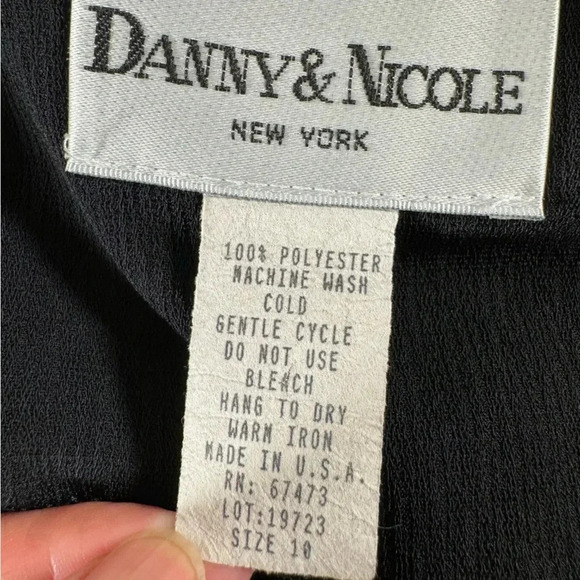 DANNY & NICOLE
NEW YORK
100% POLYESTER
MACHINE WASH
COLD
GENTLE CYCLE
DO NOT USE
BLEACH
HANG TO DRY
WARM IRON
MADE IN U.S.A.
RN: 67473
LOT:19723
SIZE 10